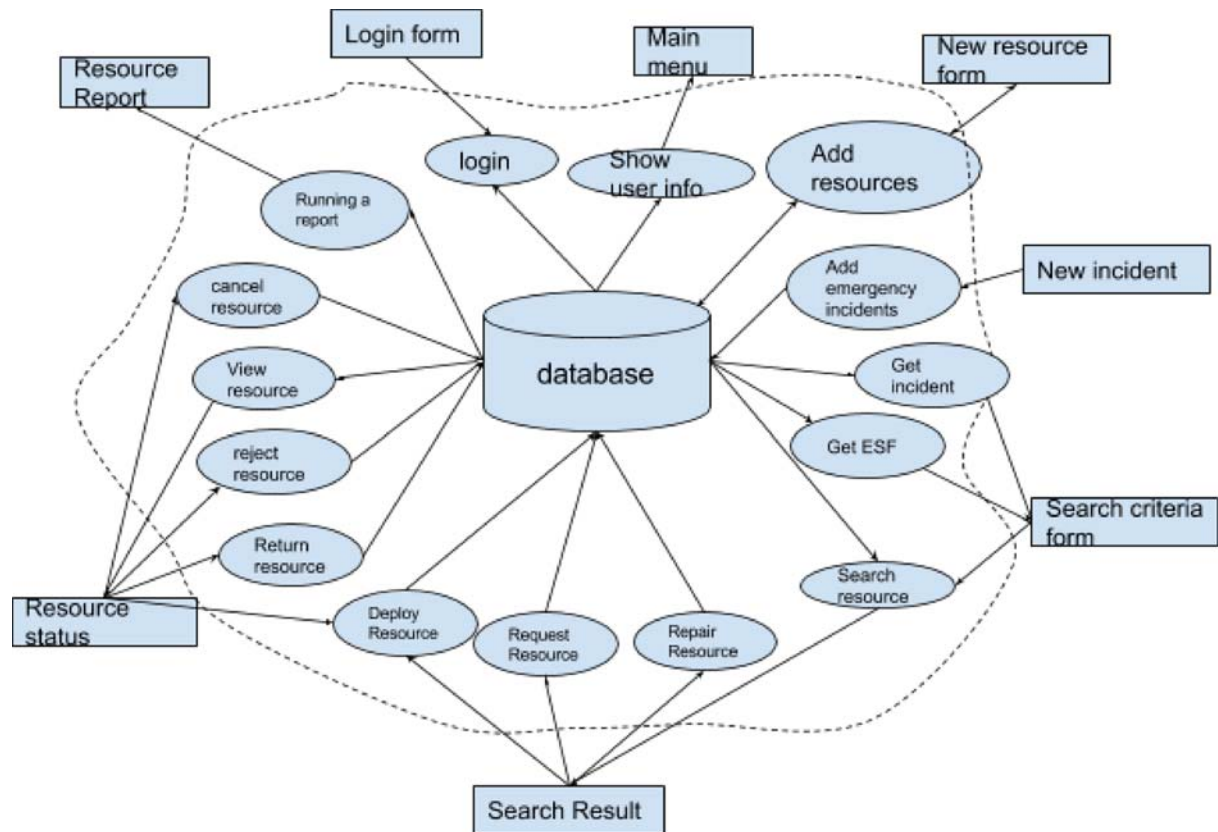 Login form
Main
menu
New resource
form
Resource
Report
login
Show
user info
Add
resources
Running a
report
New incident
Add
emergency
incidents
cancel
resource
database
View
resource
Get
incident
reject
resource
Get ESF
Search criteria
form
Return
resource
Search
resource
Resource
status
Deploy
Resource
Request
Resource
Repair
Resource
Search Result